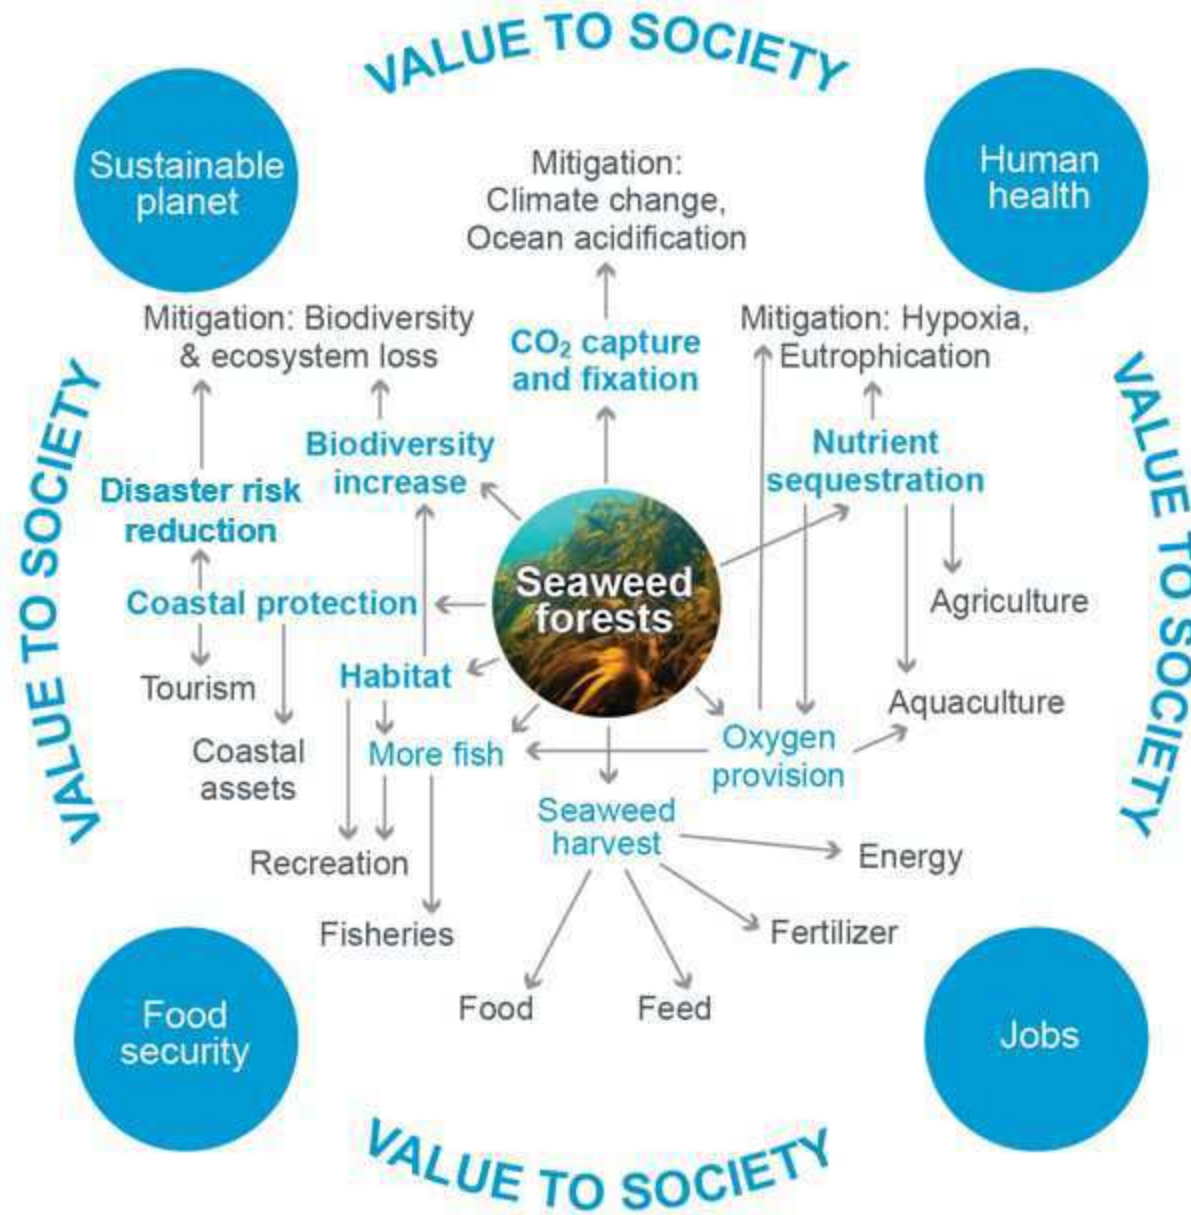 VALUE TO SOCIETY
Sustainable
planet
Human
health
Mitigation:
Climate change,
Ocean acidification
Mitigation: Biodiversity
& ecosystem loss
CO₂ capture
and fixation
Mitigation: Hypoxia,
Eutrophication
VALUE TO SOCIETY
VALUE TO SOCIETY
Biodiversity
increase
Nutrient
sequestration
Disaster risk
reduction
Seaweed
forests
Coastal protection
Agriculture
Habitat
Tourism
Aquaculture
Coastal
assets
More fish
Oxygen
provision
Seaweed
harvest
Recreation
Energy
Fisheries
Fertilizer
Food
Feed
Food
security
Jobs
VALUE TO SOCIETY